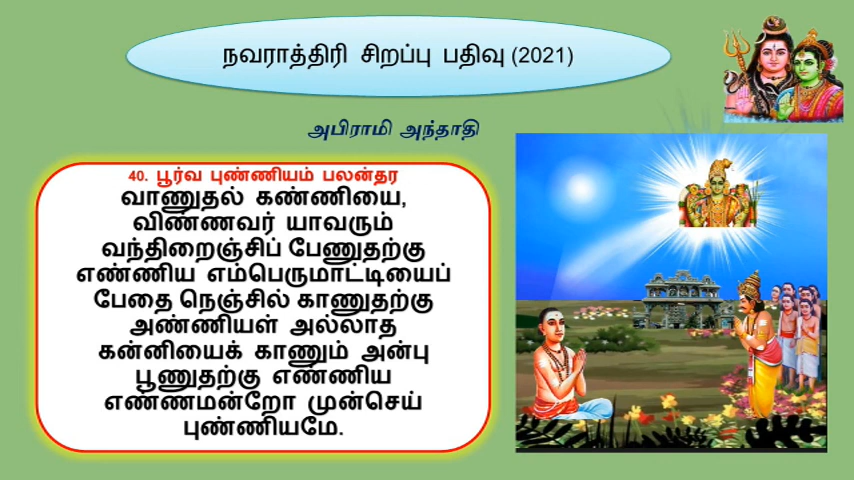 நவராத்திரி சிறப்பு பதிவு (2021)
அபிராமி அந்தாதி
40. பூர்வ புண்ணியம் பலன்தர
வாணுதல் கண்ணியை,
விண்ணவர் யாவரும்
வந்திறைஞ்சிப் பேணுதற்கு
எண்ணிய எம்பெருமாட்டியைப்
பேதை நெஞ்சில் காணுதற்கு
அண்ணியள் அல்லாத
கன்னியைக் காணும் அன்பு
பூணுதற்கு எண்ணிய
எண்ணமன்றோ முன்செய்
புண்ணியமே.